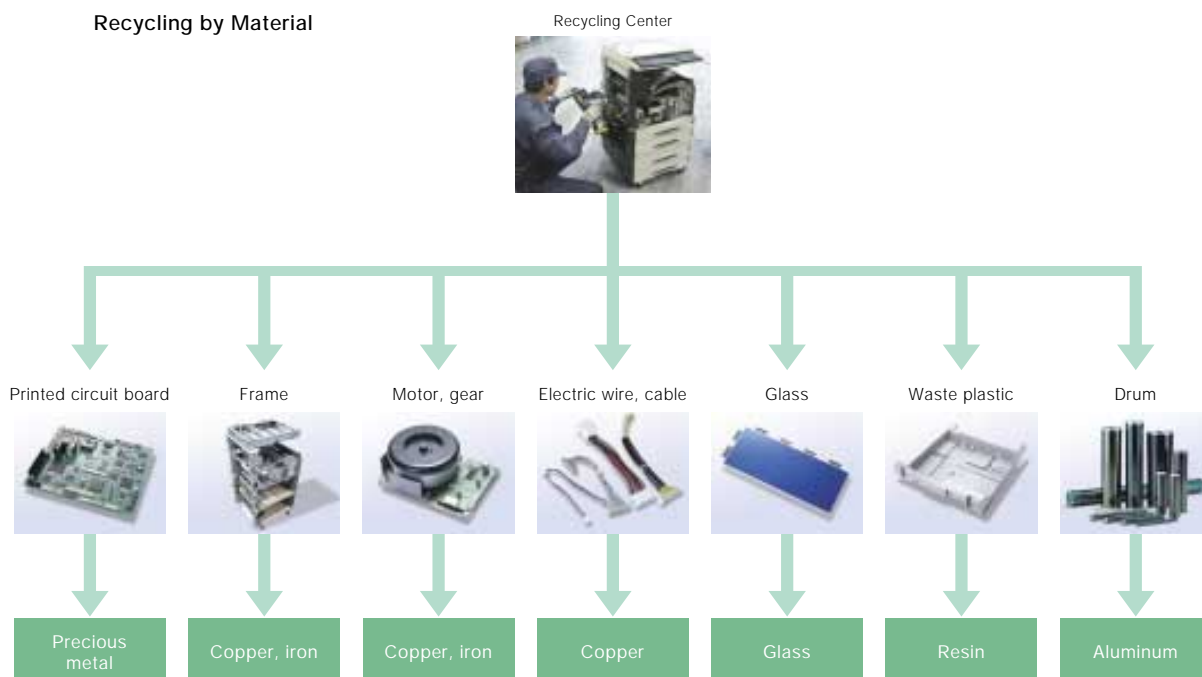 Recycling by Material
Recycling Center
Printed circuit board
Frame
Motor, gear
Electric wire, cable
Glass
Waste plastic
Drum
Precious
metal
Copper, iron
Copper, iron
Copper
Glass
Resin
Aluminum